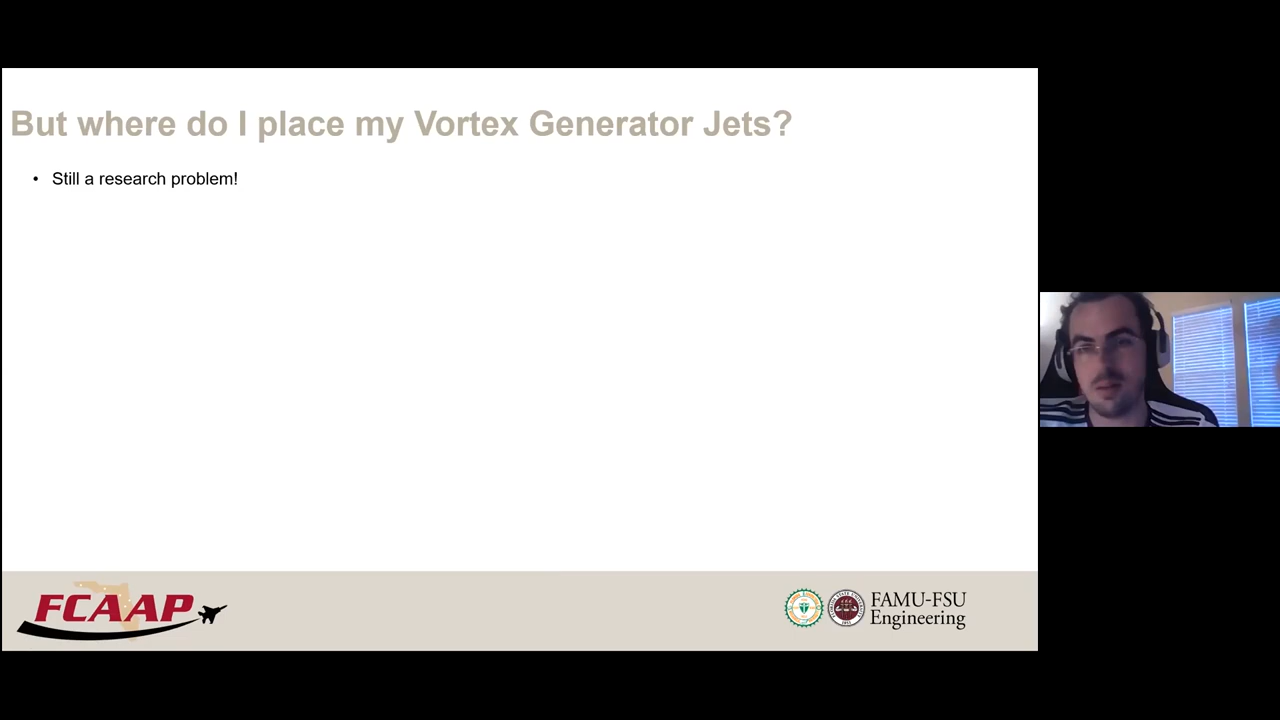 But where do I place my Vortex Generator Jets?
• Still a research problem!
FCAAP
FAMU-FSU
Engineering